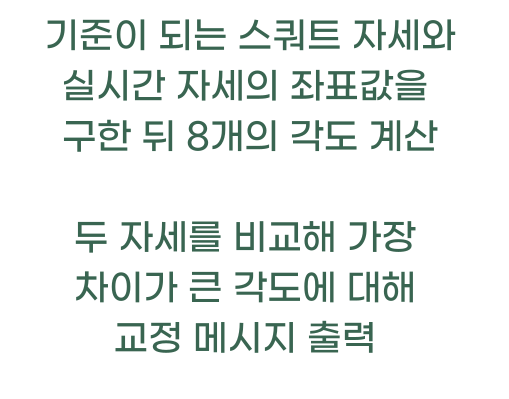 기준이 되는 스쿼트 자세와
실시간 자세의 좌표값을
구한 뒤 8개의 각도 계산
두 자세를 비교해 가장
차이가 큰 각도에 대해
교정 메시지 출력